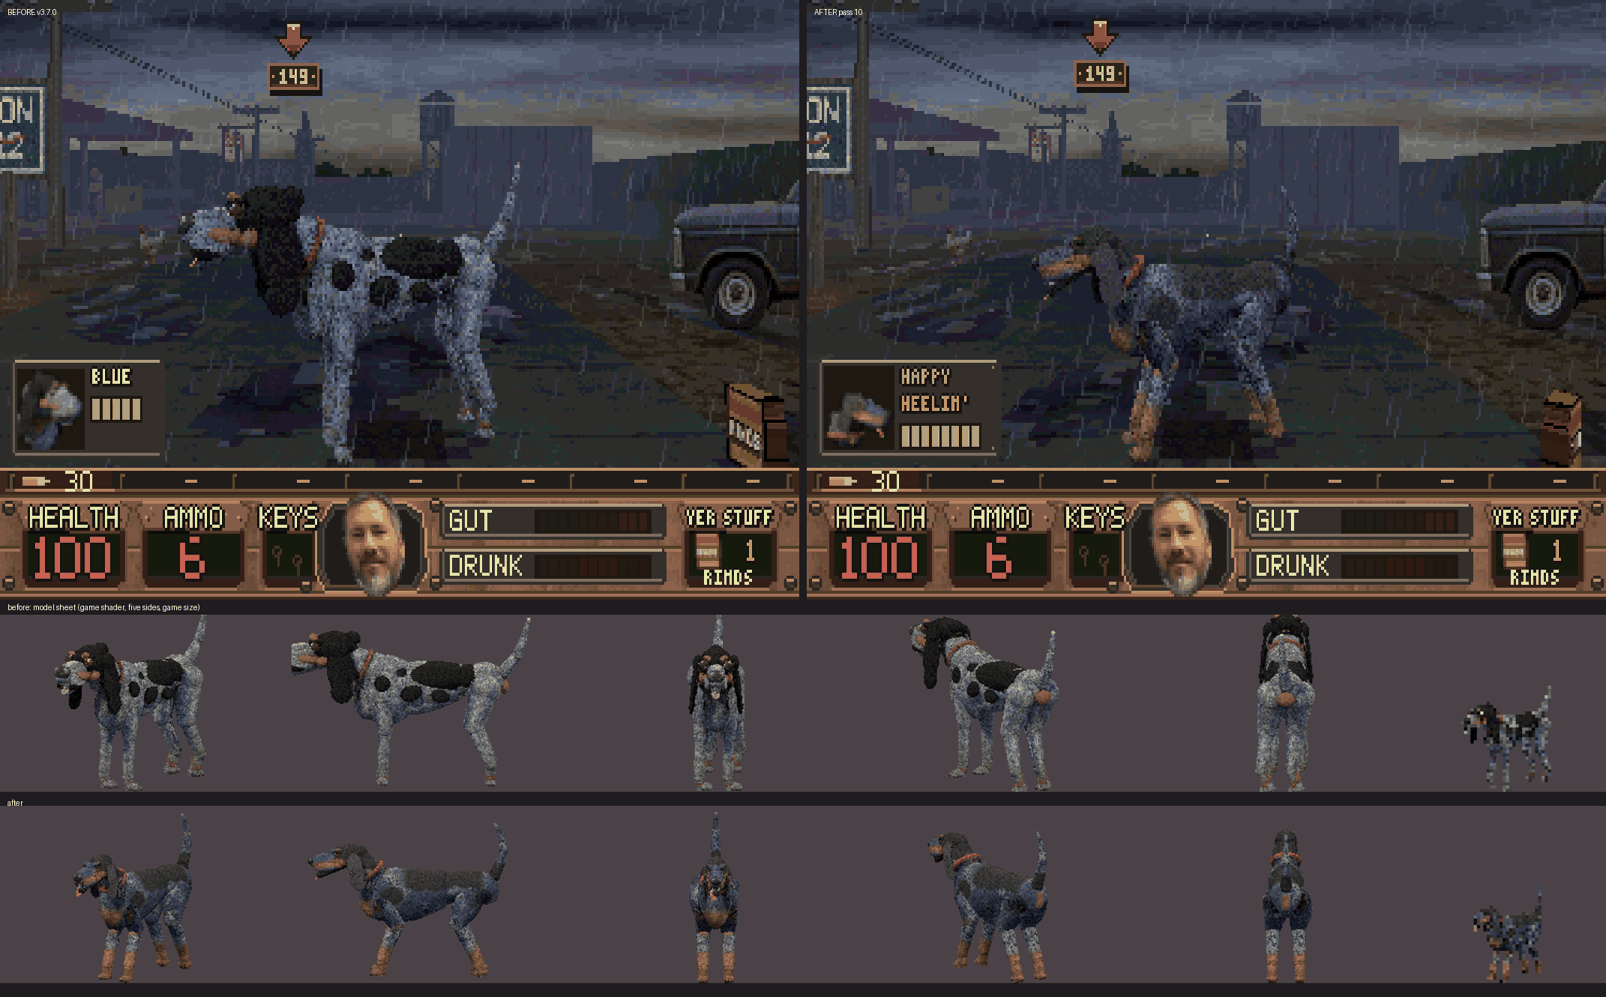 BEFORE v3.7.0
AFTER pass 10
·149·
·149·
ON
12
ON
12
BLUE
HAPPY
HEELIN'
30
30
HEALTH
AMMO
KEYS
GUT
YER STUFF
100
6
DRUNK
1
RINDS
HEALTH
AMMO
KEYS
GUT
YER STUFF
100
6
DRUNK
1
RINDS
before: model sheet (game shader, five sides, game size)
after